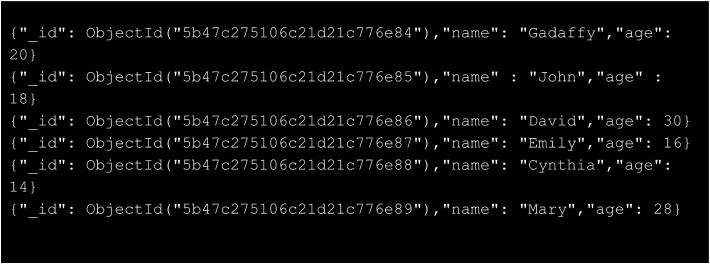 {"_id": ObjectId("5b47c275106c21d21c776e84"),"name": "Gadaffy","age":
20}
{"_id": ObjectId("5b47c275106c21d21c776e85"),"name" : "John","age" :
18}
{"_id": ObjectId("5b47c275106c21d21c776e86"),"name": "David","age": 30}
{"_id": ObjectId("5b47c275106c21d21c776e87"),"name": "Emily","age": 16}
{"_id": ObjectId("5b47c275106c21d21c776e88"),"name": "Cynthia","age":
14}
{"_id": ObjectId("5b47c275106c21d21c776e89"),"name": "Mary","age": 28}